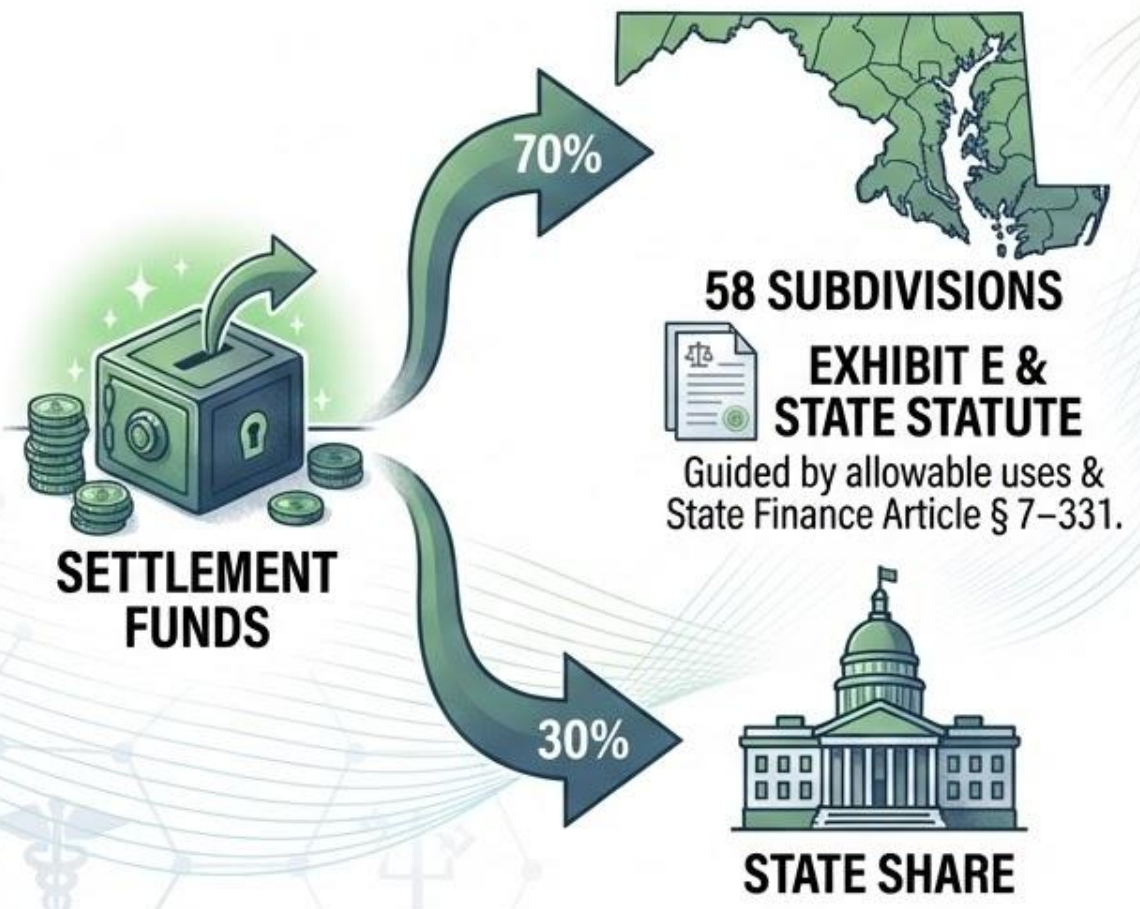 70%
58 SUBDIVISIONS
EXHIBIT E &
STATE STATUTE
Guided by allowable uses &
State Finance Article § 7–331.
SETTLEMENT
FUNDS
30%
STATE SHARE